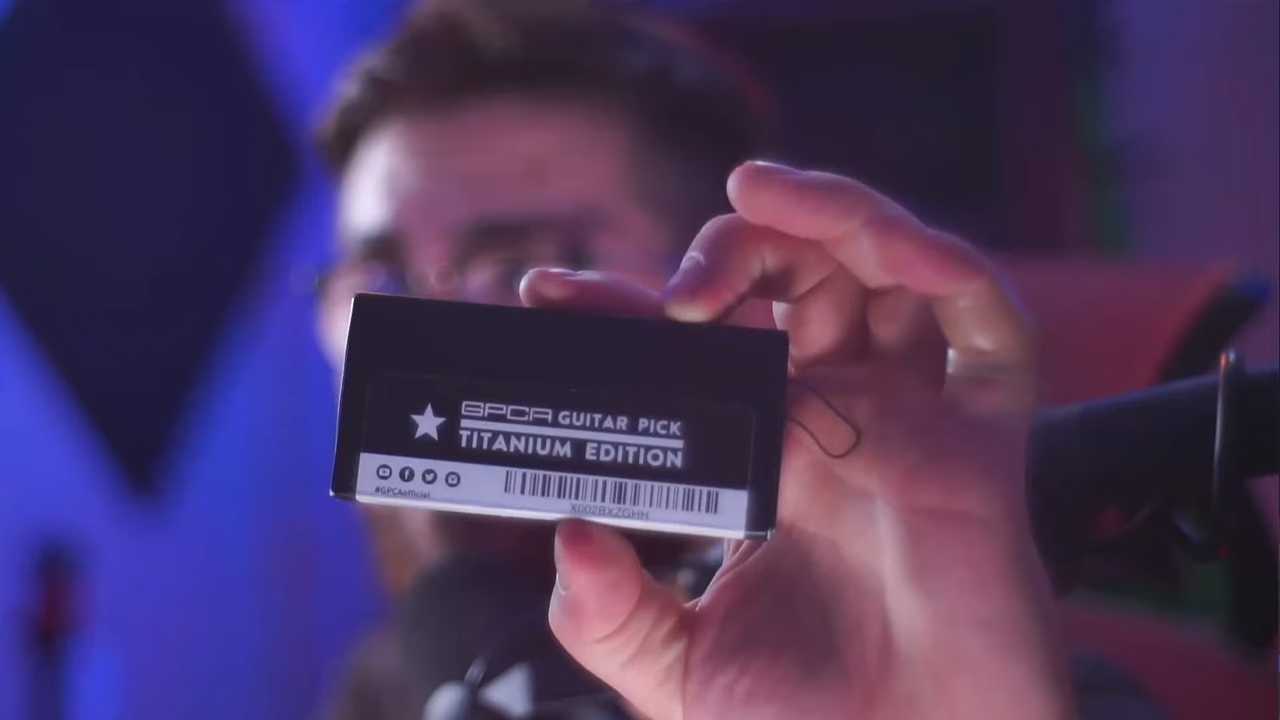 GPCA GUITAR PICK
TITANIUM EDITION
#GPCAofficial
X002BXZGHH